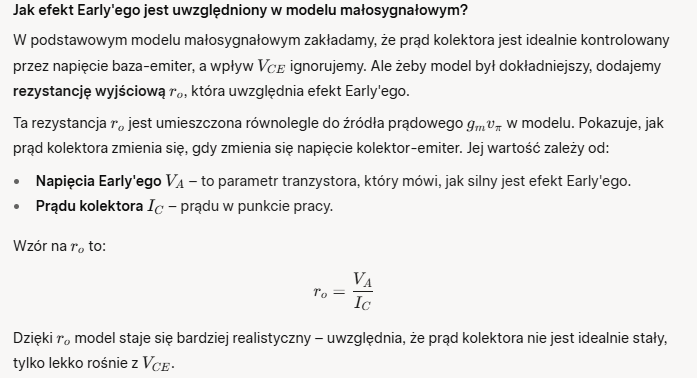 Jak efekt Early'ego jest uwzględniony w modelu małosygnałowym?
W podstawowym modelu małosygnałowym zakładamy, że prąd kolektora jest idealnie kontrolowany
przez napięcie baza-emiter, a wpływ V_{CE} ignorujemy. Ale żeby model był dokładniejszy, dodajemy
rezystancję wyjściową r_o, która uwzględnia efekt Early'ego.
Ta rezystancja r_o jest umieszczona równolegle do źródła prądowego g_m v_π w modelu. Pokazuje, jak
prąd kolektora zmienia się, gdy zmienia się napięcie kolektor-emiter. Jej wartość zależy od:
• Napięcia Early'ego V_A – to parametr tranzystora, który mówi, jak silny jest efekt Early'ego.
• Prądu kolektora I_C – prądu w punkcie pracy.
Wzór na r_o to:
r_o = \frac{V_A}{I_C}
Dzięki r_o model staje się bardziej realistyczny – uwzględnia, że prąd kolektora nie jest idealnie stały,
tylko lekko rośnie z V_{CE}.